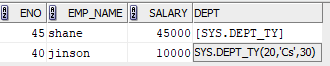 ENO EMP_NAME SALARY DEPT
45 shane 45000 [SYS.DEPT_TY]
40 jinson 10000 SYS.DEPT_TY(20,'Cs',30)